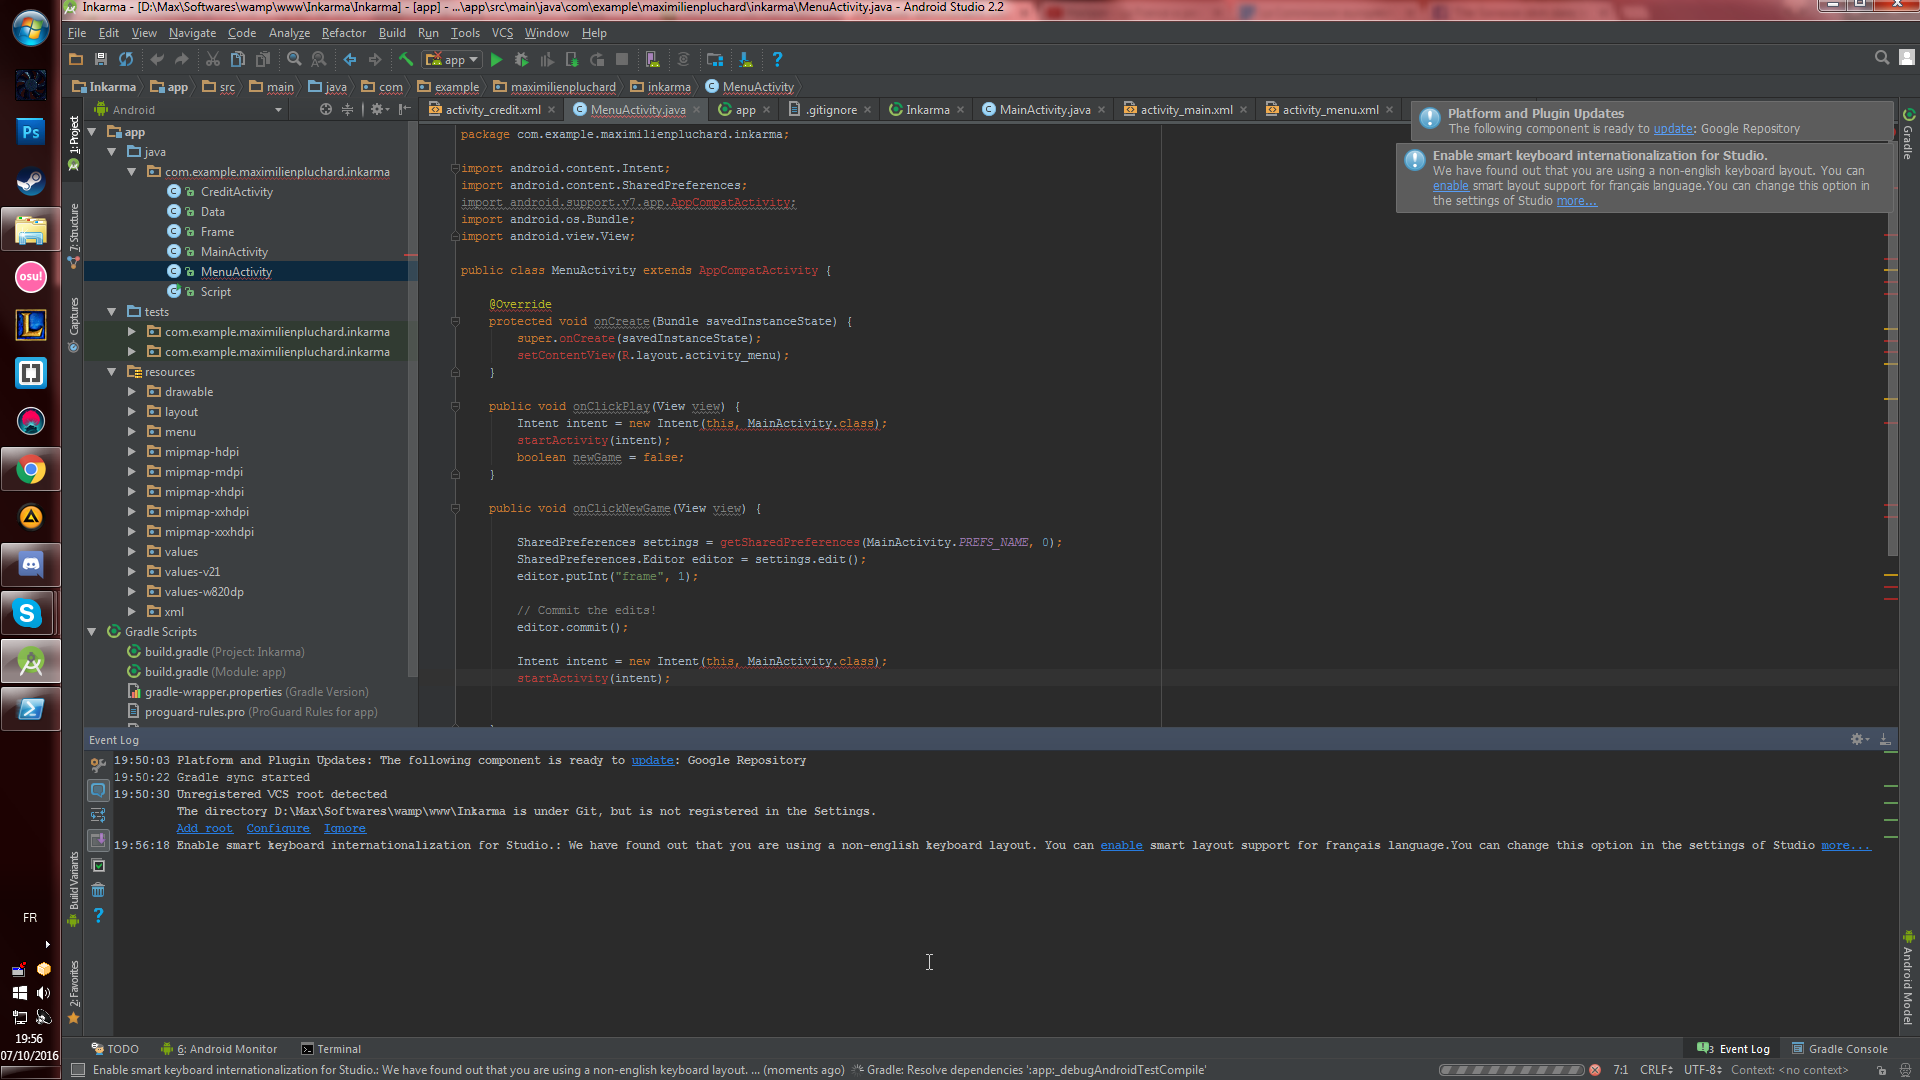 Inkarma - [D:\Max\Softwares\wamp\www\Inkarma\Inkarma] - [app] - ...\app\src\main\java\com\example\maximilienpluchard\inkarma\MenuActivity.java - Android Studio 2.2
File Edit View Navigate Code Analyze Refactor Build Run Tools VCS Window Help
app
Inkarma app src main java com example maximilienpluchard inkarma MenuActivity
Android
activity_credit.xml MenuActivity.java app .gitignore Inkarma MainActivity.java activity_main.xml activity_menu.xml
1: Project
7: Structure
Captures
Build Variants
2: Favorites
app
java
com.example.maximilienpluchard.inkarma
CreditActivity
Data
Frame
MainActivity
MenuActivity
Script
tests
com.example.maximilienpluchard.inkarma
com.example.maximilienpluchard.inkarma
resources
drawable
layout
menu
mipmap-hdpi
mipmap-mdpi
mipmap-xhdpi
mipmap-xxhdpi
mipmap-xxxhdpi
values
values-v21
values-w820dp
xml
Gradle Scripts
build.gradle (Project: Inkarma)
build.gradle (Module: app)
gradle-wrapper.properties (Gradle Version)
proguard-rules.pro (ProGuard Rules for app)
package com.example.maximilienpluchard.inkarma;
import android.content.Intent;
import android.content.SharedPreferences;
import android.support.v7.app.AppCompatActivity;
import android.os.Bundle;
import android.view.View;
public class MenuActivity extends AppCompatActivity {
@Override
protected void onCreate(Bundle savedInstanceState) {
super.onCreate(savedInstanceState);
setContentView(R.layout.activity_menu);
}
public void onClickPlay(View view) {
Intent intent = new Intent(this, MainActivity.class);
startActivity(intent);
boolean newGame = false;
}
public void onClickNewGame(View view) {
SharedPreferences settings = getSharedPreferences(MainActivity.PREFS_NAME, 0);
SharedPreferences.Editor editor = settings.edit();
editor.putInt("frame", 1);
// Commit the edits!
editor.commit();
Intent intent = new Intent(this, MainActivity.class);
startActivity(intent);
Platform and Plugin Updates
The following component is ready to update: Google Repository
Enable smart keyboard internationalization for Studio.
We have found out that you are using a non-english keyboard layout. You can
enable smart layout support for français language.You can change this option in
the settings of Studio more...
Gradle
Android Model
Event Log
19:50:03 Platform and Plugin Updates: The following component is ready to update: Google Repository
19:50:22 Gradle sync started
19:50:30 Unregistered VCS root detected
The directory D:\Max\Softwares\wamp\www\Inkarma is under Git, but is not registered in the Settings.
Add root Configure Ignore
19:56:18 Enable smart keyboard internationalization for Studio.: We have found out that you are using a non-english keyboard layout. You can enable smart layout support for français language.You can change this option in the settings of Studio more...
TODO 6: Android Monitor Terminal Event Log Gradle Console
Enable smart keyboard internationalization for Studio.: We have found out that you are using a non-english keyboard layout. ... (moments ago) Gradle: Resolve dependencies ':app:_debugAndroidTestCompile' 7:1 CRLF UTF-8 Context: <no context>
Ps
osu!
FR
19:56
07/10/2016